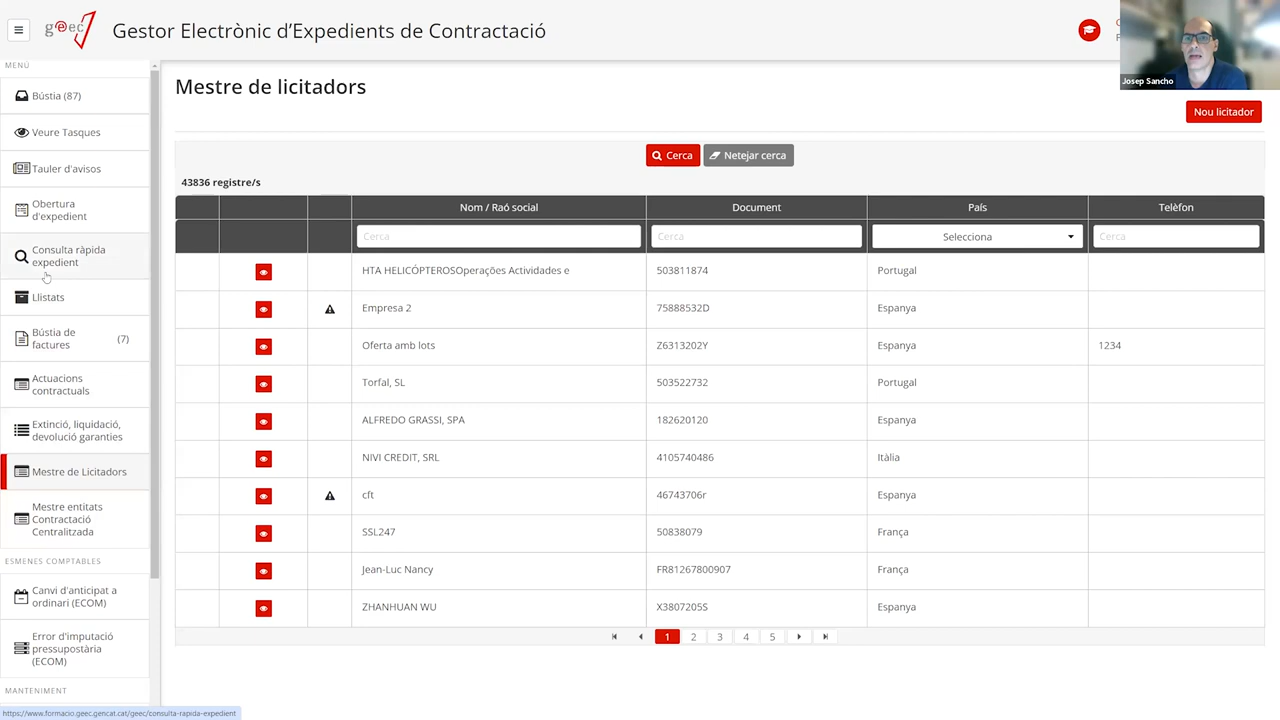 geec
Gestor Electrònic d'Expedients de Contractació
Josep Sancho
MENÚ
Bústia (87)
Veure Tasques
Tauler d'avisos
Obertura
d'expedient
Consulta ràpida
expedient
Llistats
Bústia de
factures
(7)
Actuacions
contractuals
Extinció, liquidació,
devolució garanties
Mestre de Licitadors
Mestre entitats
Contractació
Centralitzada
ESMENES COMPTABLES
Canvi d'anticipat a
ordinari (ECOM)
Error d'imputació
pressupostària
(ECOM)
MANTENIMENT
https://www.formacio.geec.gencat.cat/geec/consulta-rapida-expedient
Mestre de licitadors
Nou licitador
Cerca
Netejar cerca
43836 registre/s
Nom / Raó social Document País Telèfon
Cerca Cerca Selecciona Cerca
HTA HELICÓPTEROSOperações Actividades e 503811874 Portugal
Empresa 2 75888532D Espanya
Oferta amb lots Z6313202Y Espanya 1234
Torfal, SL 503522732 Portugal
ALFREDO GRASSI, SPA 182620120 Espanya
NIVI CREDIT, SRL 4105740486 Itàlia
cft 46743706r Espanya
SSL247 50838079 França
Jean-Luc Nancy FR81267800907 França
ZHANHUAN WU X3807205S Espanya
1 2 3 4 5